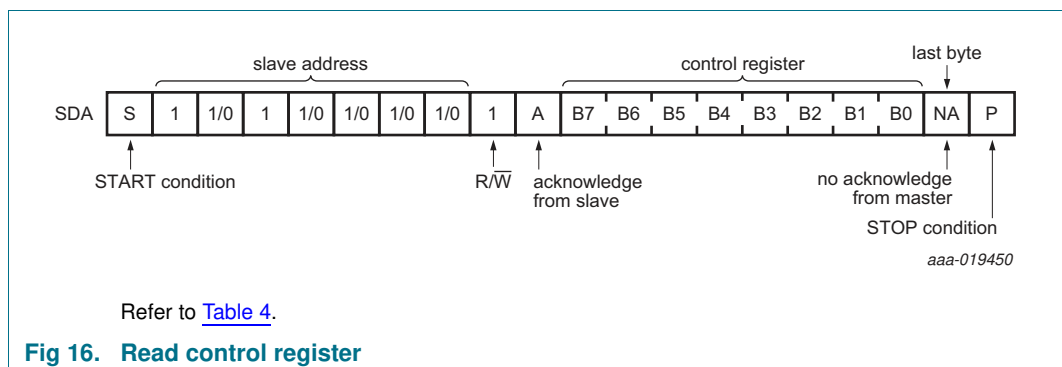 last byte
slave address control register
SDA S 1 1/0 1 1/0 1/0 1/0 1/0 1 A B7 B6 B5 B4 B3 B2 B1 B0 NA P
START condition R/W̅ acknowledge from slave no acknowledge from master
STOP condition
aaa-019450
Refer to Table 4.
Fig 16. Read control register